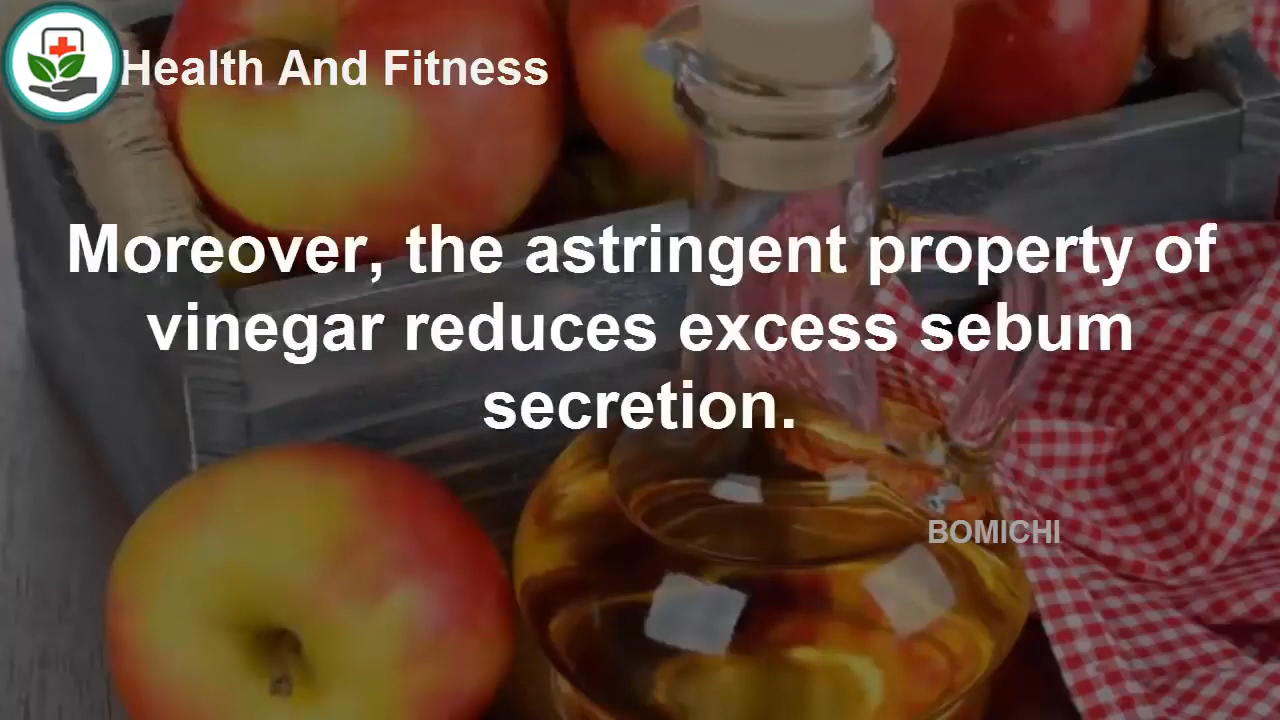 Health And Fitness
Moreover, the astringent property of
vinegar reduces excess sebum
secretion.
BOMICHI